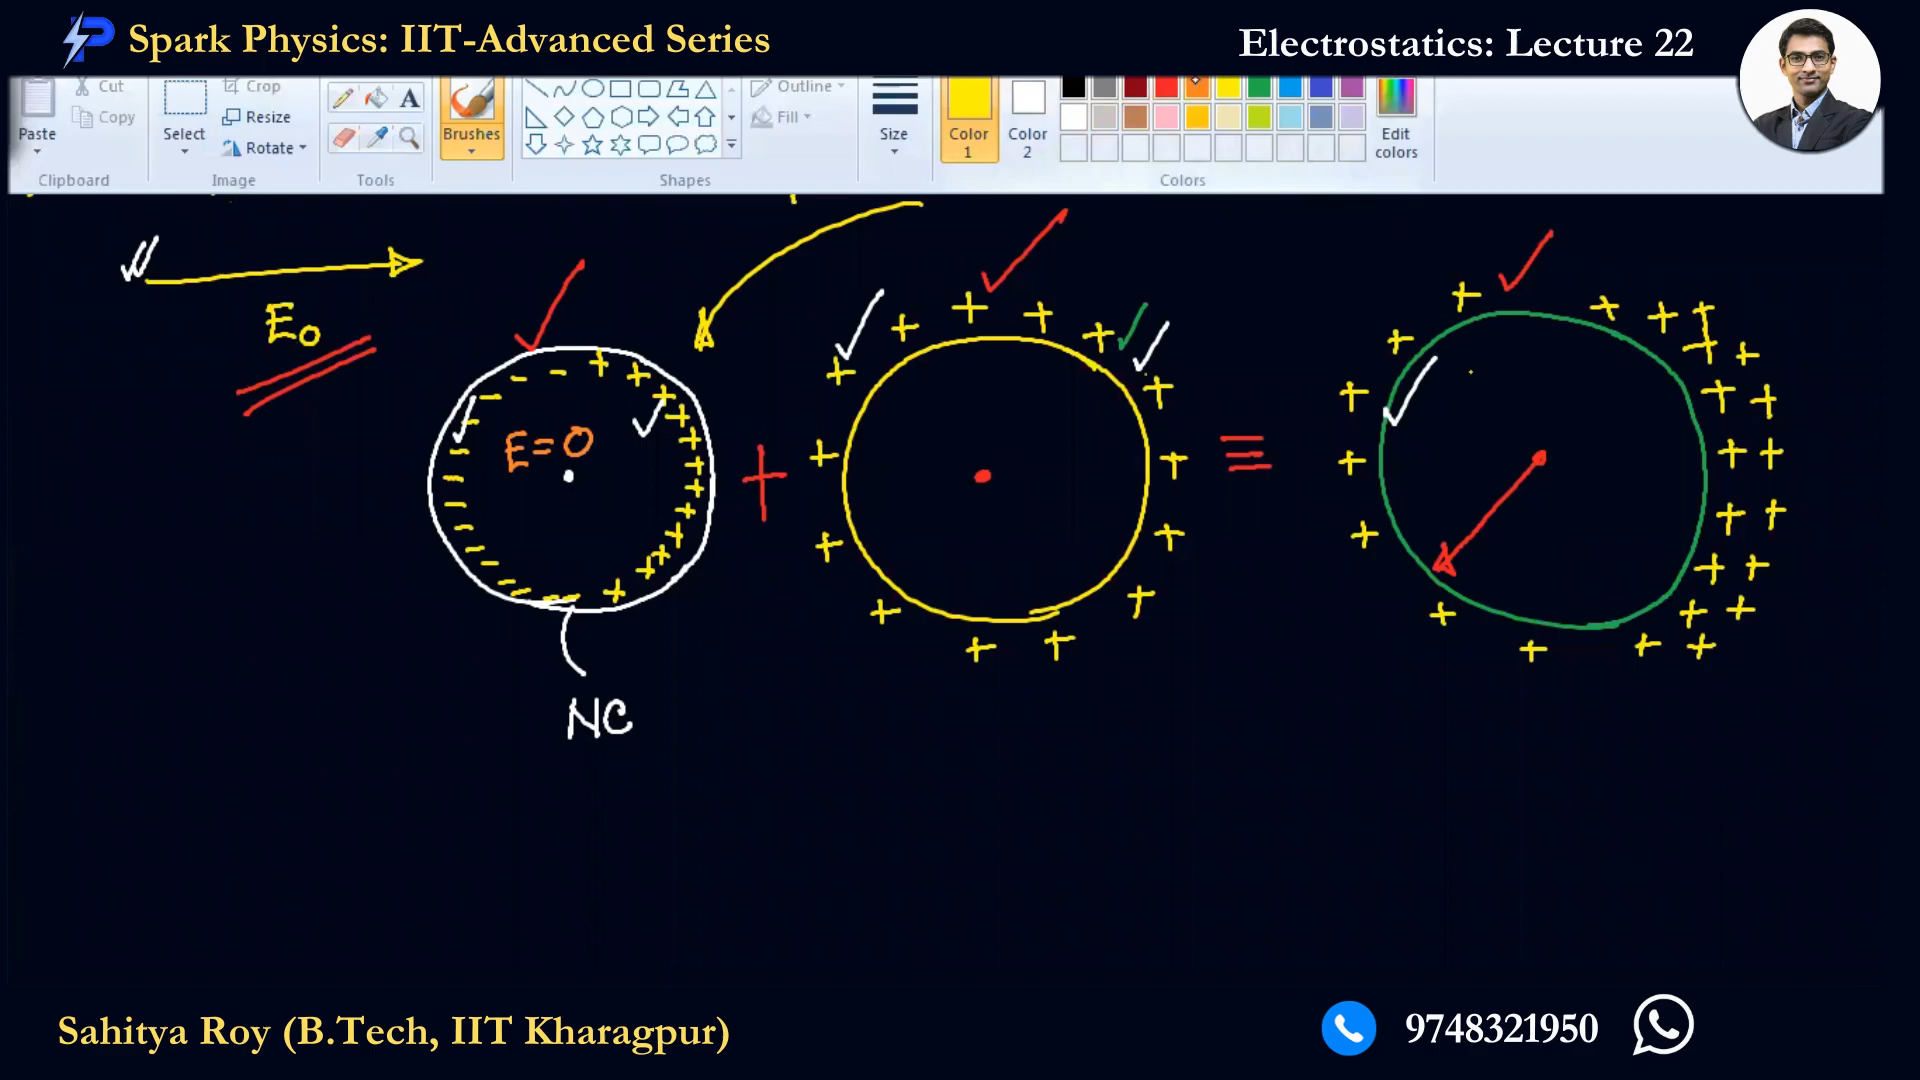 Spark Physics: IIT-Advanced Series
Electrostatics: Lecture 22
Paste
Cut
Copy
Clipboard
Select
Crop
Resize
Rotate
Image
A
Tools
Brushes
Shapes
Outline
Fill
Size
Color 1
Color 2
Edit colors
Colors
E₀
E=0
+
≡
NC
Sahitya Roy (B.Tech, IIT Kharagpur)
9748321950